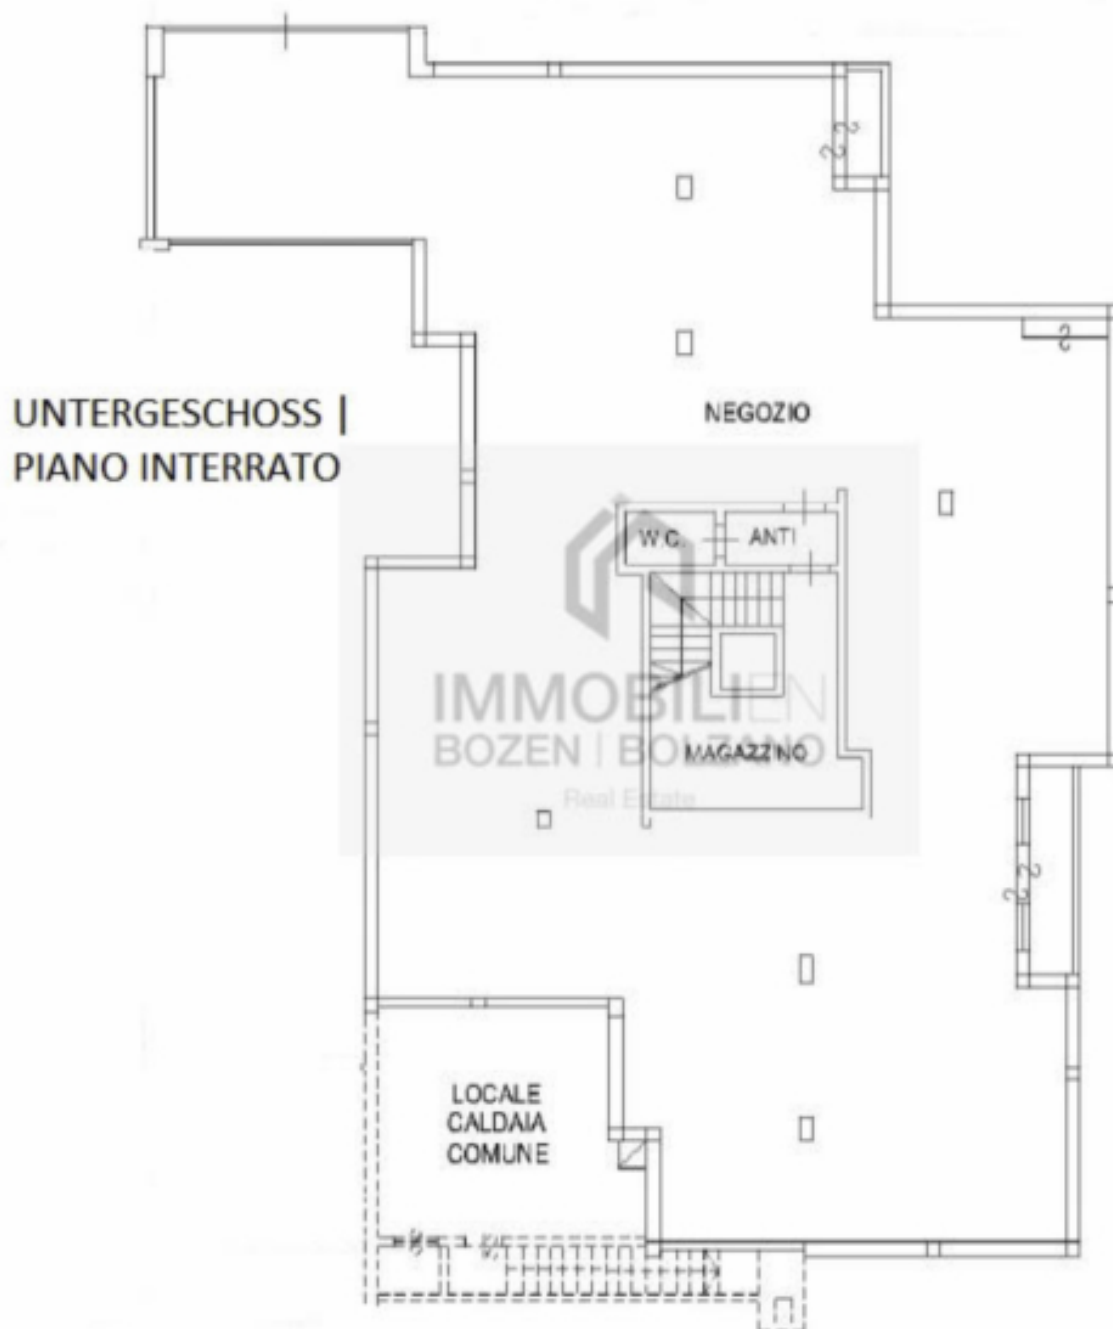 UNTERGESCHOSS |
PIANO INTERRATO
NEGOZIO
W.C.
ANTI
IMMOBILIEN
BOZEN | BOLZANO
Real Estate
MAGAZZINO
LOCALE
CALDAIA
COMUNE